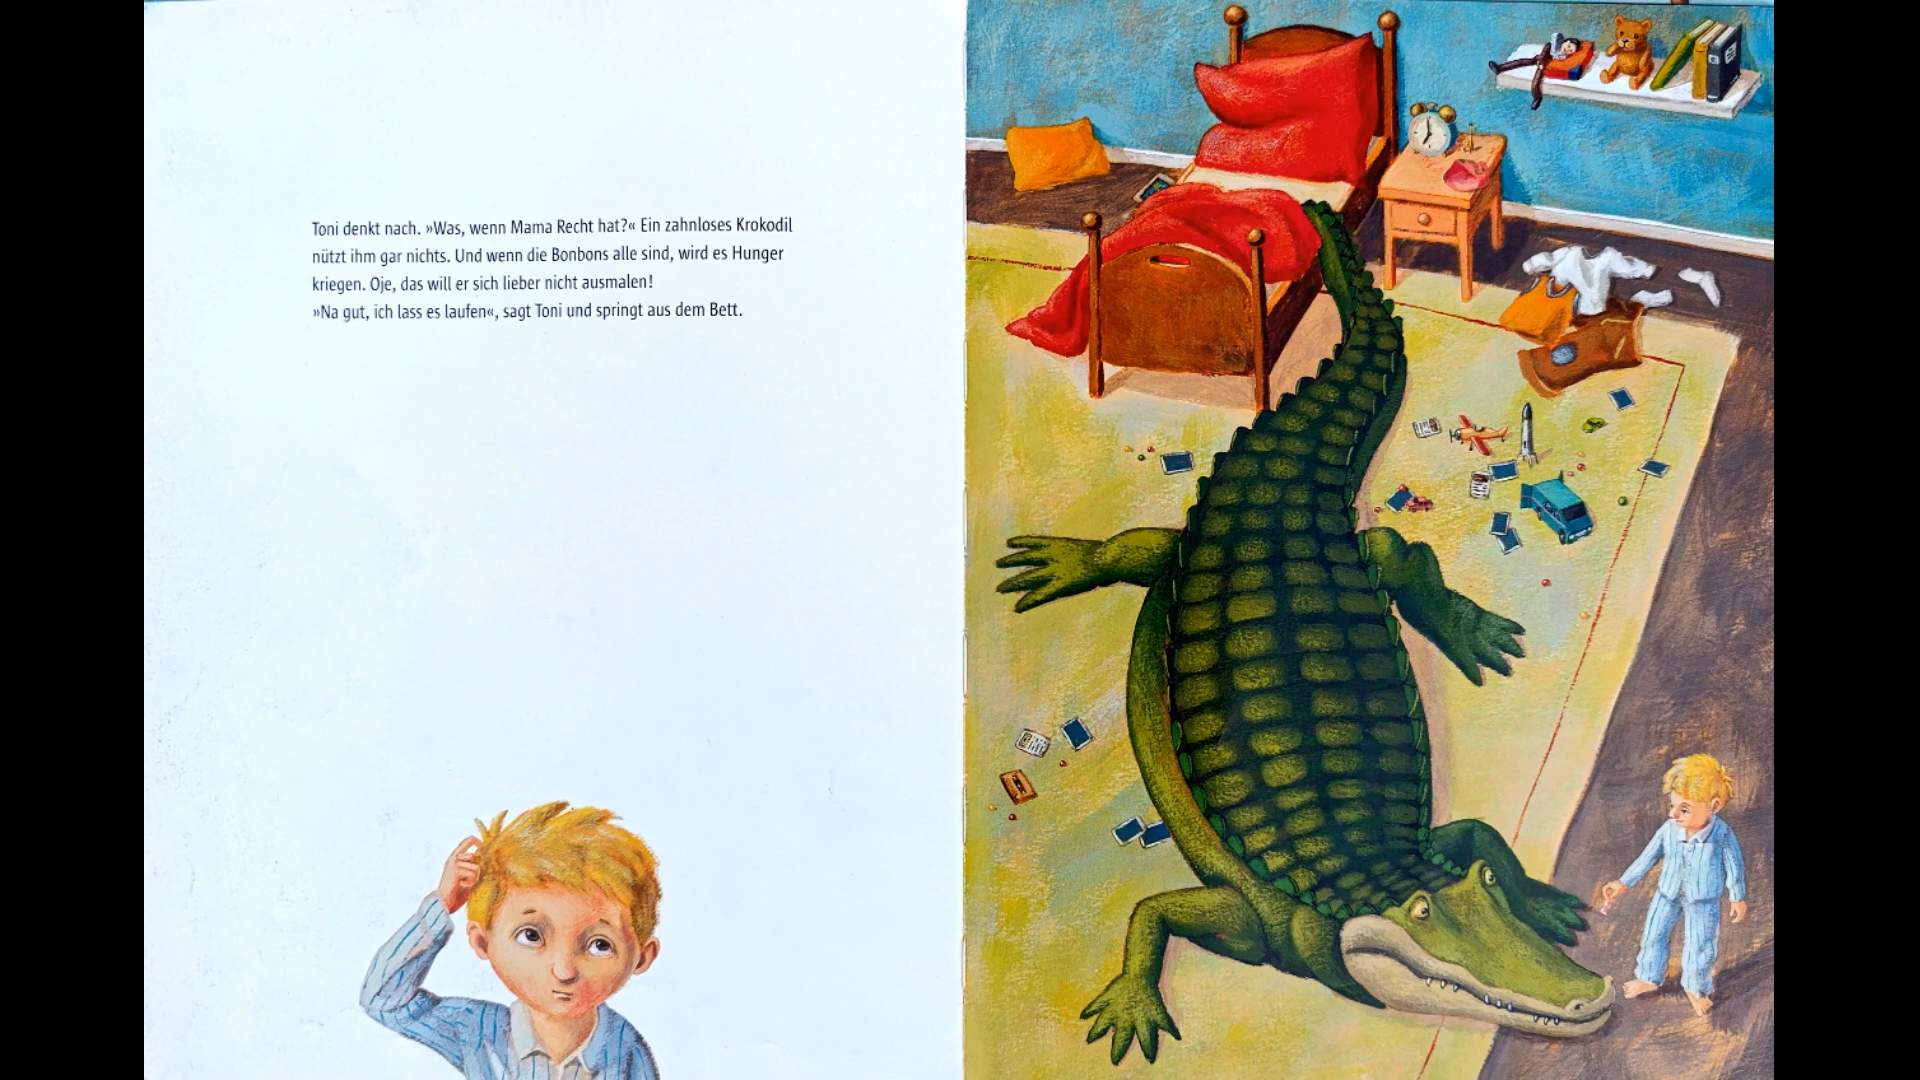 Toni denkt nach. »Was, wenn Mama Recht hat?« Ein zahnloses Krokodil
nützt ihm gar nichts. Und wenn die Bonbons alle sind, wird es Hunger
kriegen. Oje, das will er sich lieber nicht ausmalen!
»Na gut, ich lass es laufen«, sagt Toni und springt aus dem Bett.